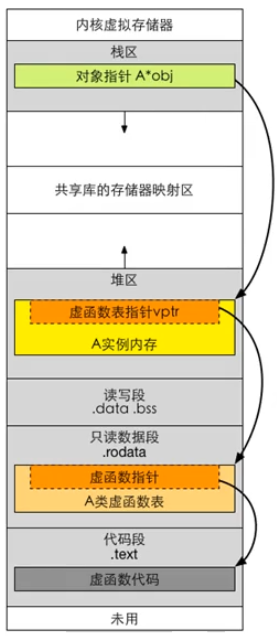 内核虚拟存储器
栈区
对象指针 A*obj
共享库的存储器映射区
堆区
虚函数表指针vptr
A实例内存
读写段
.data .bss
只读数据段
.rodata
虚函数指针
A类虚函数表
代码段
.text
虚函数代码
未用